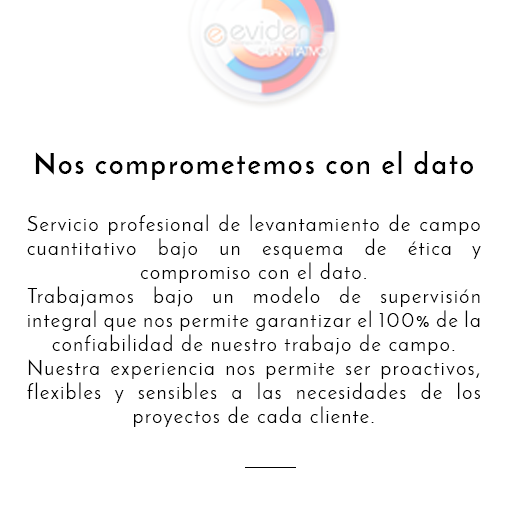 CUANTITATIVO
Nos comprometemos con el dato
Servicio profesional de levantamiento de campo
cuantitativo bajo un esquema de ética y
compromiso con el dato.
Trabajamos bajo un modelo de supervisión
integral que nos permite garantizar el 100% de la
confiabilidad de nuestro trabajo de campo.
Nuestra experiencia nos permite ser proactivos,
flexibles y sensibles a las necesidades de los
proyectos de cada cliente.